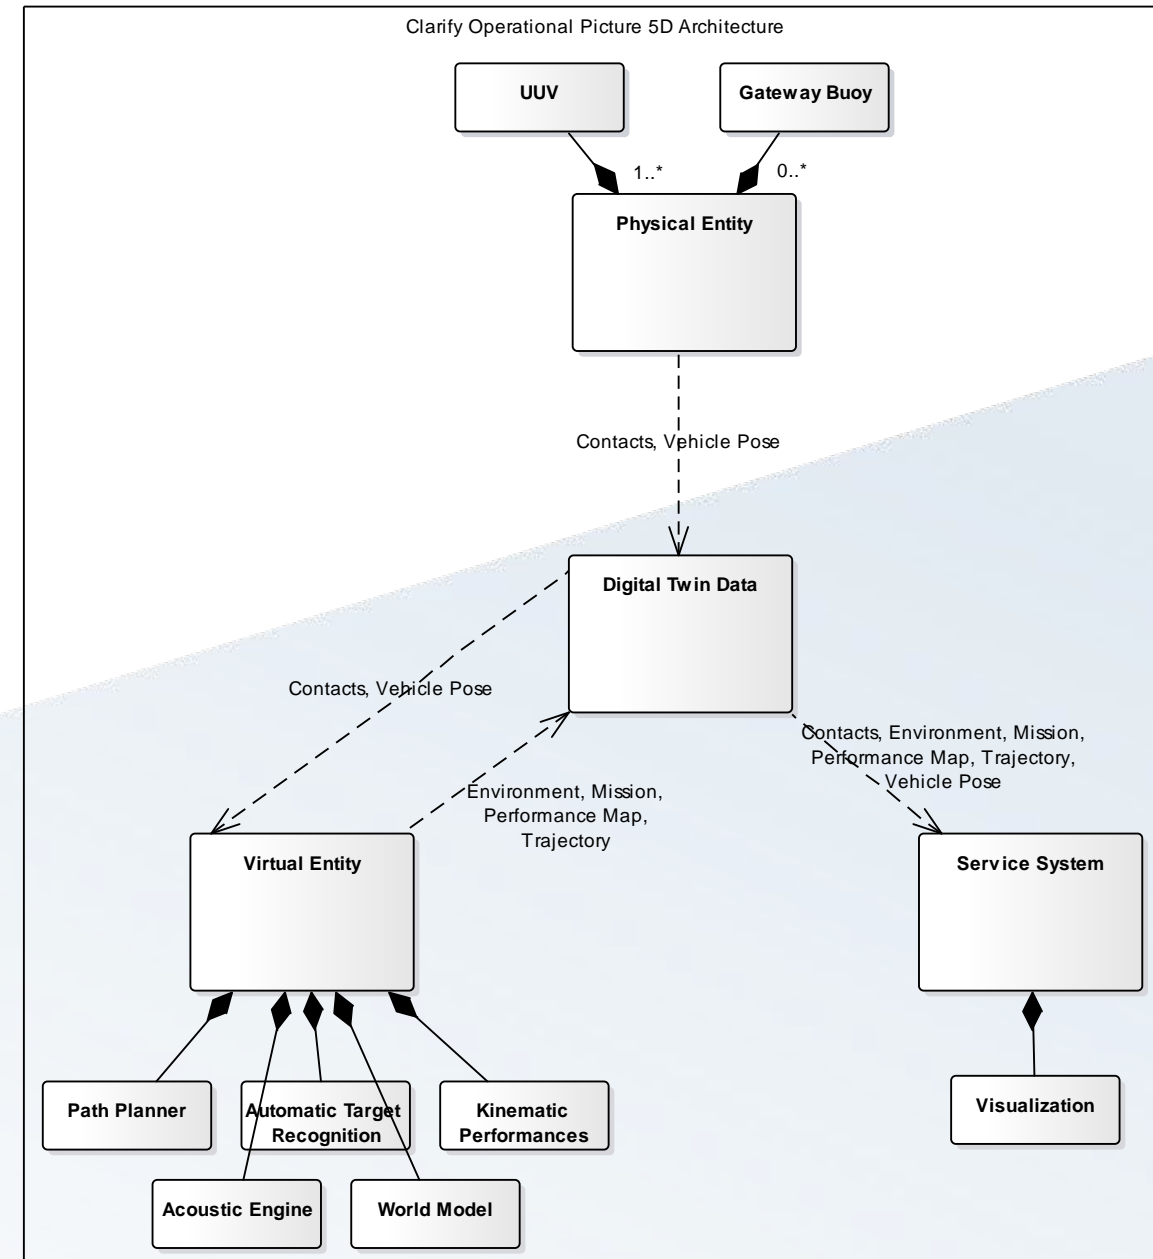 Clarify Operational Picture 5D Architecture
UUV
Gateway Buoy
1..*
0..*
Physical Entity
Contacts, Vehicle Pose
Digital Twin Data
Contacts, Vehicle Pose
Contacts, Environment, Mission,
Performance Map, Trajectory,
Vehicle Pose
Environment, Mission,
Performance Map,
Trajectory
Virtual Entity
Service System
Path Planner
Automatic Target
Recognition
Kinematic
Performances
Visualization
Acoustic Engine
World Model